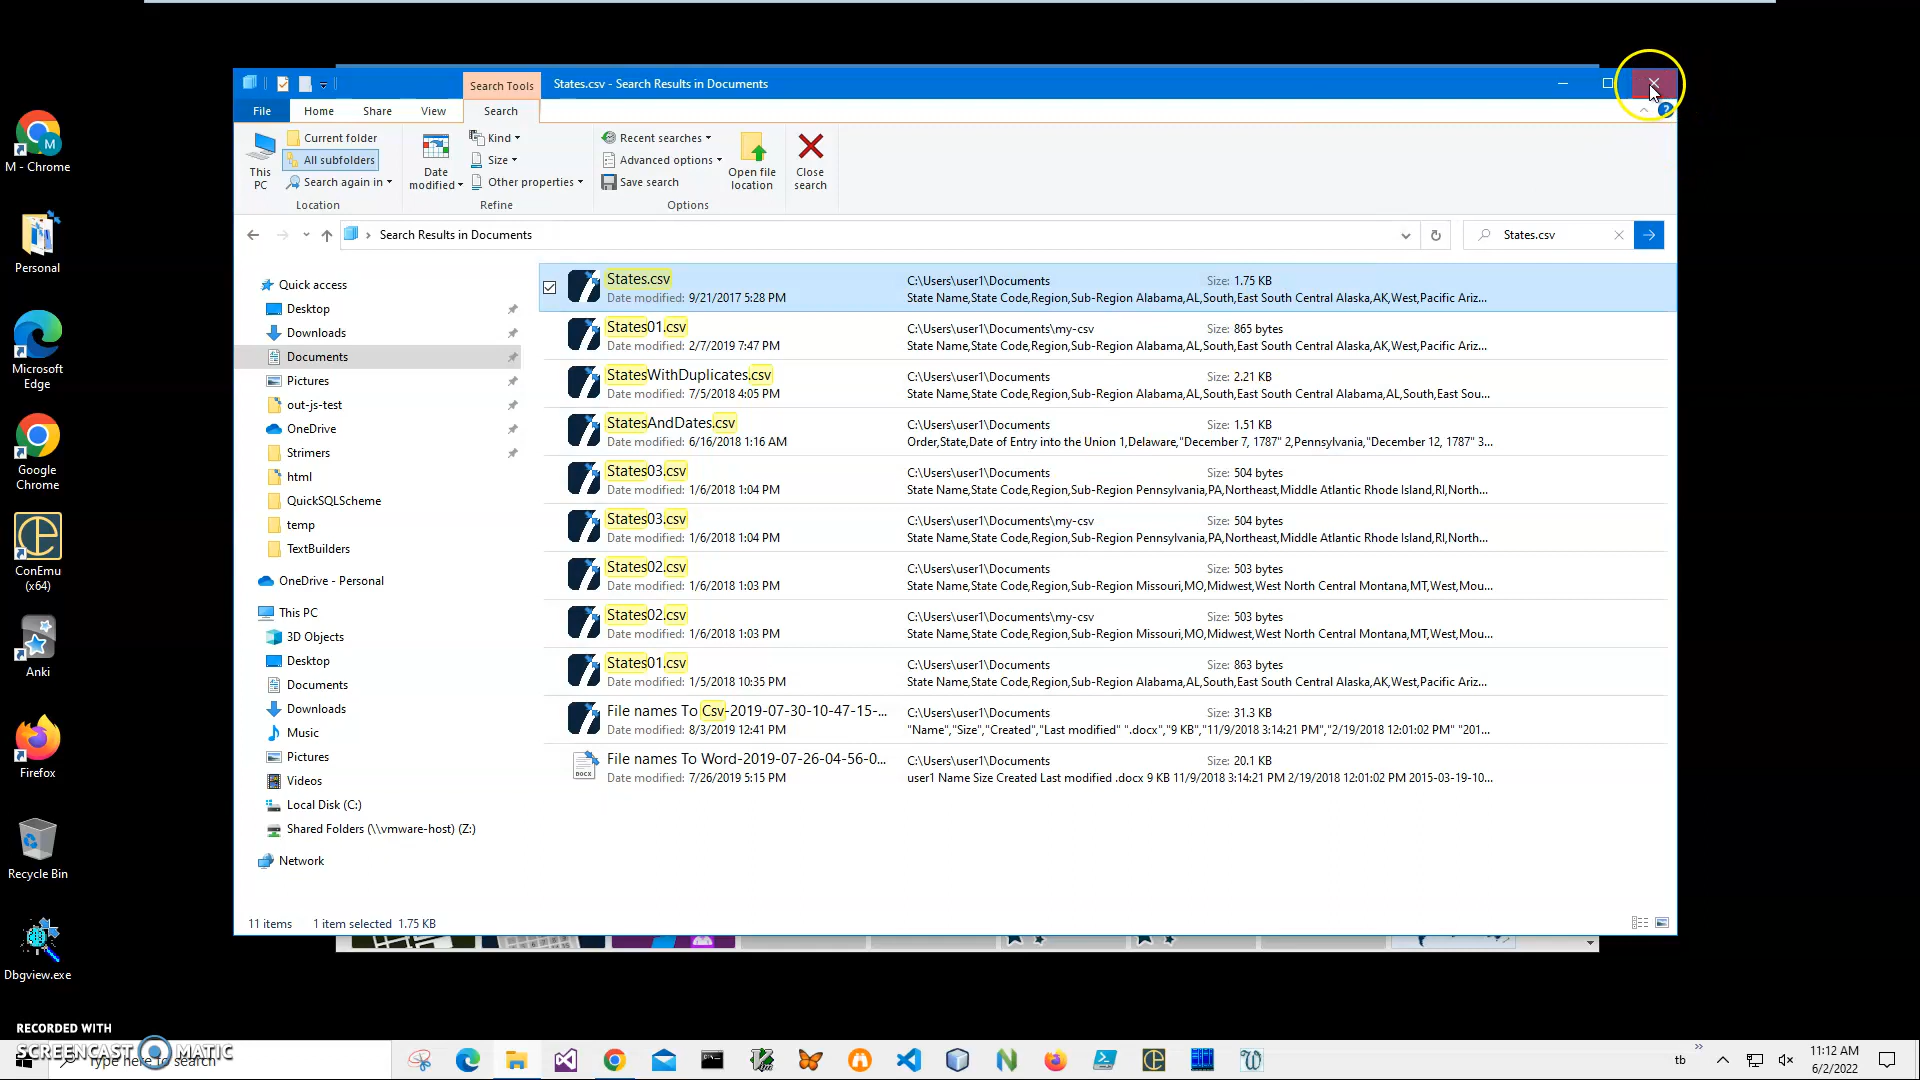 Search Tools
States.csv - Search Results in Documents
File
Home
Share
View
Search
This PC
Current folder
All subfolders
Search again in
Location
Date modified
Kind
Size
Other properties
Refine
Recent searches
Advanced options
Save search
Options
Open file location
Close search
Search Results in Documents
States.csv
M - Chrome
Personal
Microsoft Edge
Google Chrome
ConEmu (x64)
Anki
Firefox
Recycle Bin
Dbgview.exe
Quick access
Desktop
Downloads
Documents
Pictures
out-js-test
OneDrive
Strimers
html
QuickSQLScheme
temp
TextBuilders
OneDrive - Personal
This PC
3D Objects
Desktop
Documents
Downloads
Music
Pictures
Videos
Local Disk (C:)
Shared Folders (\\vmware-host) (Z:)
Network
States.csv C:\Users\user1\Documents Size: 1.75 KB
Date modified: 9/21/2017 5:28 PM State Name,State Code,Region,Sub-Region Alabama,AL,South,East South Central Alaska,AK,West,Pacific Ariz...
States01.csv C:\Users\user1\Documents\my-csv Size: 865 bytes
Date modified: 2/7/2019 7:47 PM State Name,State Code,Region,Sub-Region Alabama,AL,South,East South Central Alaska,AK,West,Pacific Ariz...
StatesWithDuplicates.csv C:\Users\user1\Documents Size: 2.21 KB
Date modified: 7/5/2018 4:05 PM State Name,State Code,Region,Sub-Region Alabama,AL,South,East South Central Alabama,AL,South,East Sou...
StatesAndDates.csv C:\Users\user1\Documents Size: 1.51 KB
Date modified: 6/16/2018 1:16 AM Order,State,Date of Entry into the Union 1,Delaware,"December 7, 1787" 2,Pennsylvania,"December 12, 1787" 3...
States03.csv C:\Users\user1\Documents Size: 504 bytes
Date modified: 1/6/2018 1:04 PM State Name,State Code,Region,Sub-Region Pennsylvania,PA,Northeast,Middle Atlantic Rhode Island,RI,North...
States03.csv C:\Users\user1\Documents\my-csv Size: 504 bytes
Date modified: 1/6/2018 1:04 PM State Name,State Code,Region,Sub-Region Pennsylvania,PA,Northeast,Middle Atlantic Rhode Island,RI,North...
States02.csv C:\Users\user1\Documents Size: 503 bytes
Date modified: 1/6/2018 1:03 PM State Name,State Code,Region,Sub-Region Missouri,MO,Midwest,West North Central Montana,MT,West,Mou...
States02.csv C:\Users\user1\Documents\my-csv Size: 503 bytes
Date modified: 1/6/2018 1:03 PM State Name,State Code,Region,Sub-Region Missouri,MO,Midwest,West North Central Montana,MT,West,Mou...
States01.csv C:\Users\user1\Documents Size: 863 bytes
Date modified: 1/5/2018 10:35 PM State Name,State Code,Region,Sub-Region Alabama,AL,South,East South Central Alaska,AK,West,Pacific Ariz...
File names To Csv-2019-07-30-10-47-15-... C:\Users\user1\Documents Size: 31.3 KB
Date modified: 8/3/2019 12:41 PM "Name","Size","Created","Last modified" ".docx","9 KB","11/9/2018 3:14:21 PM","2/19/2018 12:01:02 PM" "201...
File names To Word-2019-07-26-04-56-0... C:\Users\user1\Documents Size: 20.1 KB
Date modified: 7/26/2019 5:15 PM user1 Name Size Created Last modified .docx 9 KB 11/9/2018 3:14:21 PM 2/19/2018 12:01:02 PM 2015-03-19-10...
11 items 1 item selected 1.75 KB
RECORDED WITH
SCREENCAST MATIC
Type here to search
tb
11:12 AM
6/2/2022